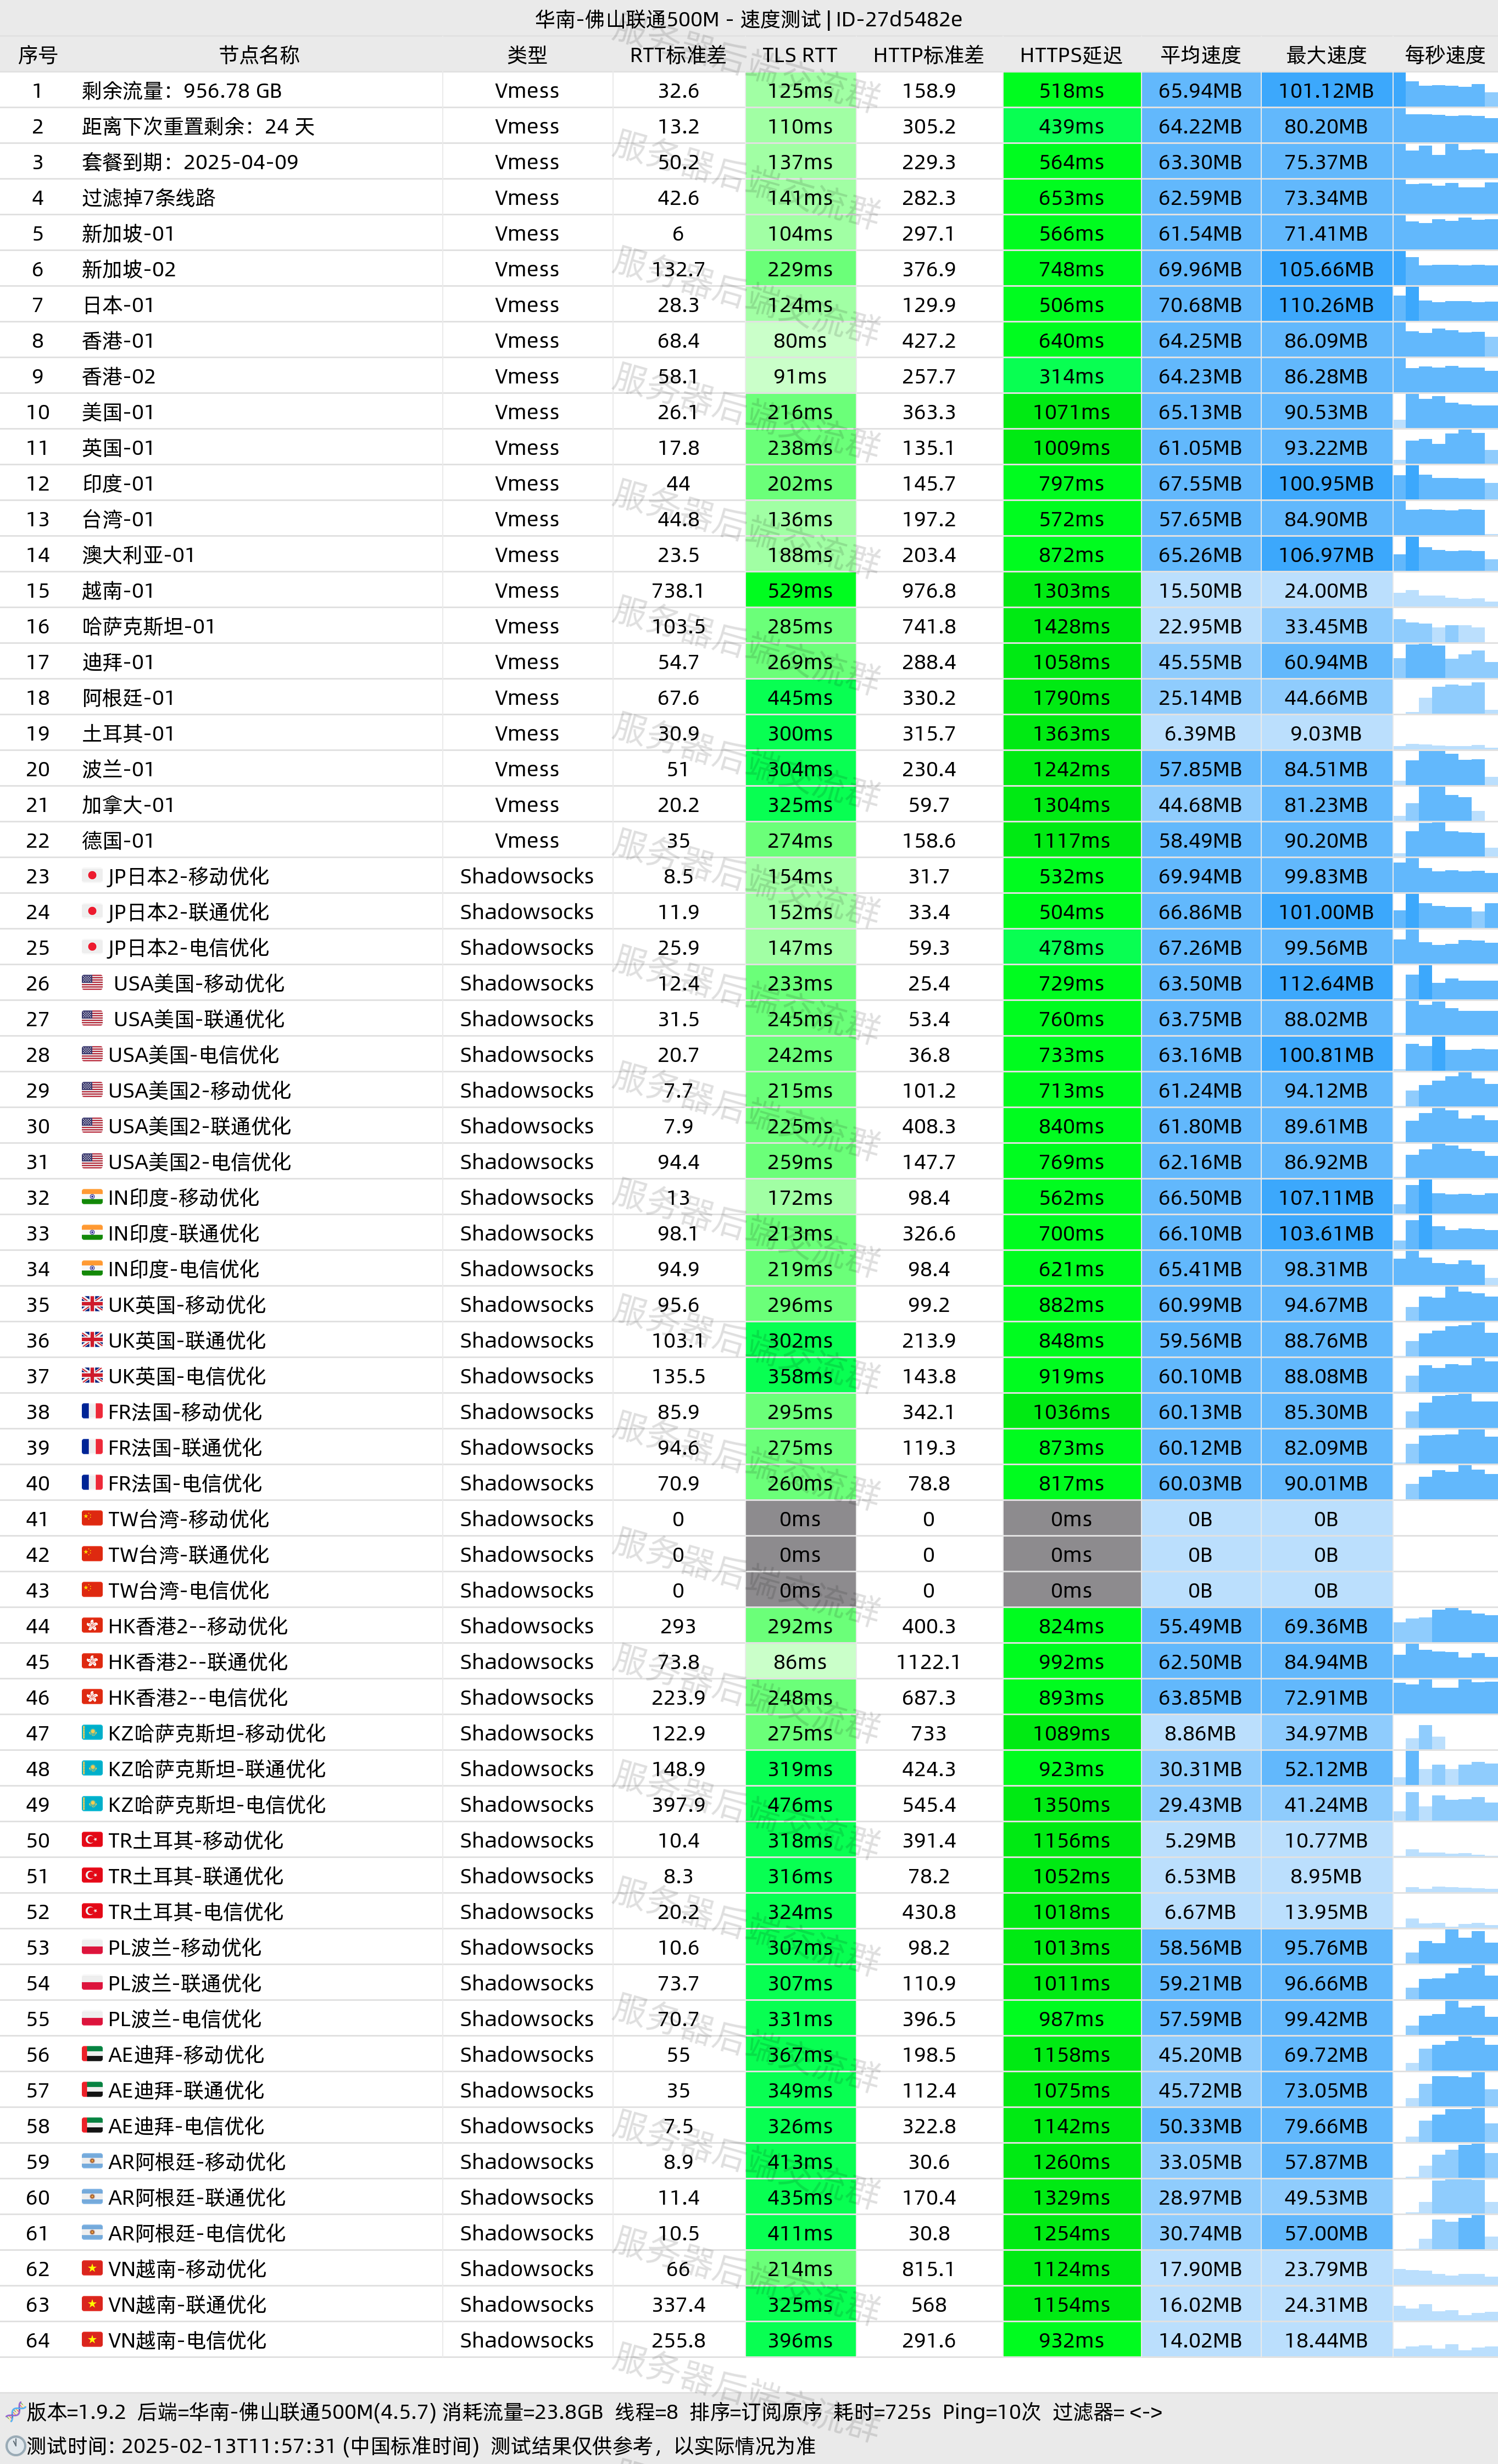 华南-佛山联通500M - 速度测试 | ID-27d5482e
序号 节点名称 类型 RTT标准差 TLS RTT HTTP标准差 HTTPS延迟 平均速度 最大速度 每秒速度
1 剩余流量：956.78 GB Vmess 32.6 125ms 158.9 518ms 65.94MB 101.12MB
2 距离下次重置剩余：24 天 Vmess 13.2 110ms 305.2 439ms 64.22MB 80.20MB
3 套餐到期：2025-04-09 Vmess 50.2 137ms 229.3 564ms 63.30MB 75.37MB
4 过滤掉7条线路 Vmess 42.6 141ms 282.3 653ms 62.59MB 73.34MB
5 新加坡-01 Vmess 6 104ms 297.1 566ms 61.54MB 71.41MB
6 新加坡-02 Vmess 132.7 229ms 376.9 748ms 69.96MB 105.66MB
7 日本-01 Vmess 28.3 124ms 129.9 506ms 70.68MB 110.26MB
8 香港-01 Vmess 68.4 80ms 427.2 640ms 64.25MB 86.09MB
9 香港-02 Vmess 58.1 91ms 257.7 314ms 64.23MB 86.28MB
10 美国-01 Vmess 26.1 216ms 363.3 1071ms 65.13MB 90.53MB
11 英国-01 Vmess 17.8 238ms 135.1 1009ms 61.05MB 93.22MB
12 印度-01 Vmess 44 202ms 145.7 797ms 67.55MB 100.95MB
13 台湾-01 Vmess 44.8 136ms 197.2 572ms 57.65MB 84.90MB
14 澳大利亚-01 Vmess 23.5 188ms 203.4 872ms 65.26MB 106.97MB
15 越南-01 Vmess 738.1 529ms 976.8 1303ms 15.50MB 24.00MB
16 哈萨克斯坦-01 Vmess 103.5 285ms 741.8 1428ms 22.95MB 33.45MB
17 迪拜-01 Vmess 54.7 269ms 288.4 1058ms 45.55MB 60.94MB
18 阿根廷-01 Vmess 67.6 445ms 330.2 1790ms 25.14MB 44.66MB
19 土耳其-01 Vmess 30.9 300ms 315.7 1363ms 6.39MB 9.03MB
20 波兰-01 Vmess 51 304ms 230.4 1242ms 57.85MB 84.51MB
21 加拿大-01 Vmess 20.2 325ms 59.7 1304ms 44.68MB 81.23MB
22 德国-01 Vmess 35 274ms 158.6 1117ms 58.49MB 90.20MB
23 JP日本2-移动优化 Shadowsocks 8.5 154ms 31.7 532ms 69.94MB 99.83MB
24 JP日本2-联通优化 Shadowsocks 11.9 152ms 33.4 504ms 66.86MB 101.00MB
25 JP日本2-电信优化 Shadowsocks 25.9 147ms 59.3 478ms 67.26MB 99.56MB
26 USA美国-移动优化 Shadowsocks 12.4 233ms 25.4 729ms 63.50MB 112.64MB
27 USA美国-联通优化 Shadowsocks 31.5 245ms 53.4 760ms 63.75MB 88.02MB
28 USA美国-电信优化 Shadowsocks 20.7 242ms 36.8 733ms 63.16MB 100.81MB
29 USA美国2-移动优化 Shadowsocks 7.7 215ms 101.2 713ms 61.24MB 94.12MB
30 USA美国2-联通优化 Shadowsocks 7.9 225ms 408.3 840ms 61.80MB 89.61MB
31 USA美国2-电信优化 Shadowsocks 94.4 259ms 147.7 769ms 62.16MB 86.92MB
32 IN印度-移动优化 Shadowsocks 13 172ms 98.4 562ms 66.50MB 107.11MB
33 IN印度-联通优化 Shadowsocks 98.1 213ms 326.6 700ms 66.10MB 103.61MB
34 IN印度-电信优化 Shadowsocks 94.9 219ms 98.4 621ms 65.41MB 98.31MB
35 UK英国-移动优化 Shadowsocks 95.6 296ms 99.2 882ms 60.99MB 94.67MB
36 UK英国-联通优化 Shadowsocks 103.1 302ms 213.9 848ms 59.56MB 88.76MB
37 UK英国-电信优化 Shadowsocks 135.5 358ms 143.8 919ms 60.10MB 88.08MB
38 FR法国-移动优化 Shadowsocks 85.9 295ms 342.1 1036ms 60.13MB 85.30MB
39 FR法国-联通优化 Shadowsocks 94.6 275ms 119.3 873ms 60.12MB 82.09MB
40 FR法国-电信优化 Shadowsocks 70.9 260ms 78.8 817ms 60.03MB 90.01MB
41 TW台湾-移动优化 Shadowsocks 0 0ms 0 0ms 0B 0B
42 TW台湾-联通优化 Shadowsocks 0 0ms 0 0ms 0B 0B
43 TW台湾-电信优化 Shadowsocks 0 0ms 0 0ms 0B 0B
44 HK香港2--移动优化 Shadowsocks 293 292ms 400.3 824ms 55.49MB 69.36MB
45 HK香港2--联通优化 Shadowsocks 73.8 86ms 1122.1 992ms 62.50MB 84.94MB
46 HK香港2--电信优化 Shadowsocks 223.9 248ms 687.3 893ms 63.85MB 72.91MB
47 KZ哈萨克斯坦-移动优化 Shadowsocks 122.9 275ms 733 1089ms 8.86MB 34.97MB
48 KZ哈萨克斯坦-联通优化 Shadowsocks 148.9 319ms 424.3 923ms 30.31MB 52.12MB
49 KZ哈萨克斯坦-电信优化 Shadowsocks 397.9 476ms 545.4 1350ms 29.43MB 41.24MB
50 TR土耳其-移动优化 Shadowsocks 10.4 318ms 391.4 1156ms 5.29MB 10.77MB
51 TR土耳其-联通优化 Shadowsocks 8.3 316ms 78.2 1052ms 6.53MB 8.95MB
52 TR土耳其-电信优化 Shadowsocks 20.2 324ms 430.8 1018ms 6.67MB 13.95MB
53 PL波兰-移动优化 Shadowsocks 10.6 307ms 98.2 1013ms 58.56MB 95.76MB
54 PL波兰-联通优化 Shadowsocks 73.7 307ms 110.9 1011ms 59.21MB 96.66MB
55 PL波兰-电信优化 Shadowsocks 70.7 331ms 396.5 987ms 57.59MB 99.42MB
56 AE迪拜-移动优化 Shadowsocks 55 367ms 198.5 1158ms 45.20MB 69.72MB
57 AE迪拜-联通优化 Shadowsocks 35 349ms 112.4 1075ms 45.72MB 73.05MB
58 AE迪拜-电信优化 Shadowsocks 7.5 326ms 322.8 1142ms 50.33MB 79.66MB
59 AR阿根廷-移动优化 Shadowsocks 8.9 413ms 30.6 1260ms 33.05MB 57.87MB
60 AR阿根廷-联通优化 Shadowsocks 11.4 435ms 170.4 1329ms 28.97MB 49.53MB
61 AR阿根廷-电信优化 Shadowsocks 10.5 411ms 30.8 1254ms 30.74MB 57.00MB
62 VN越南-移动优化 Shadowsocks 66 214ms 815.1 1124ms 17.90MB 23.79MB
63 VN越南-联通优化 Shadowsocks 337.4 325ms 568 1154ms 16.02MB 24.31MB
64 VN越南-电信优化 Shadowsocks 255.8 396ms 291.6 932ms 14.02MB 18.44MB
版本=1.9.2 后端=华南-佛山联通500M(4.5.7) 消耗流量=23.8GB 线程=8 排序=订阅原序 耗时=725s Ping=10次 过滤器= <->
测试时间: 2025-02-13T11:57:31 (中国标准时间) 测试结果仅供参考，以实际情况为准
服务器后端交流群